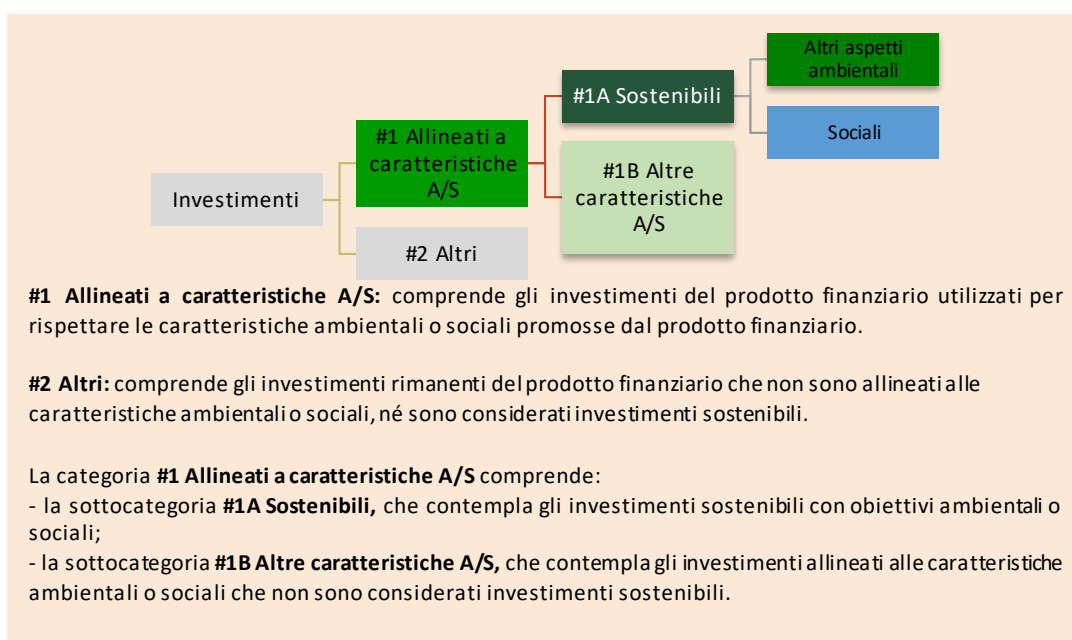 Altri aspetti
ambientali
#1A Sostenibili
Sociali
#1 Allineati a
caratteristiche
A/S
#1B Altre
caratteristiche
A/S
Investimenti
#2 Altri
#1 Allineati a caratteristiche A/S: comprende gli investimenti del prodotto finanziario utilizzati per
rispettare le caratteristiche ambientali o sociali promosse dal prodotto finanziario.
#2 Altri: comprende gli investimenti rimanenti del prodotto finanziario che non sono allineati alle
caratteristiche ambientali o sociali, né sono considerati investimenti sostenibili.
La categoria #1 Allineati a caratteristiche A/S comprende:
- la sottocategoria #1A Sostenibili, che contempla gli investimenti sostenibili con obiettivi ambientali o
sociali;
- la sottocategoria #1B Altre caratteristiche A/S, che contempla gli investimenti allineati alle caratteristiche
ambientali o sociali che non sono considerati investimenti sostenibili.